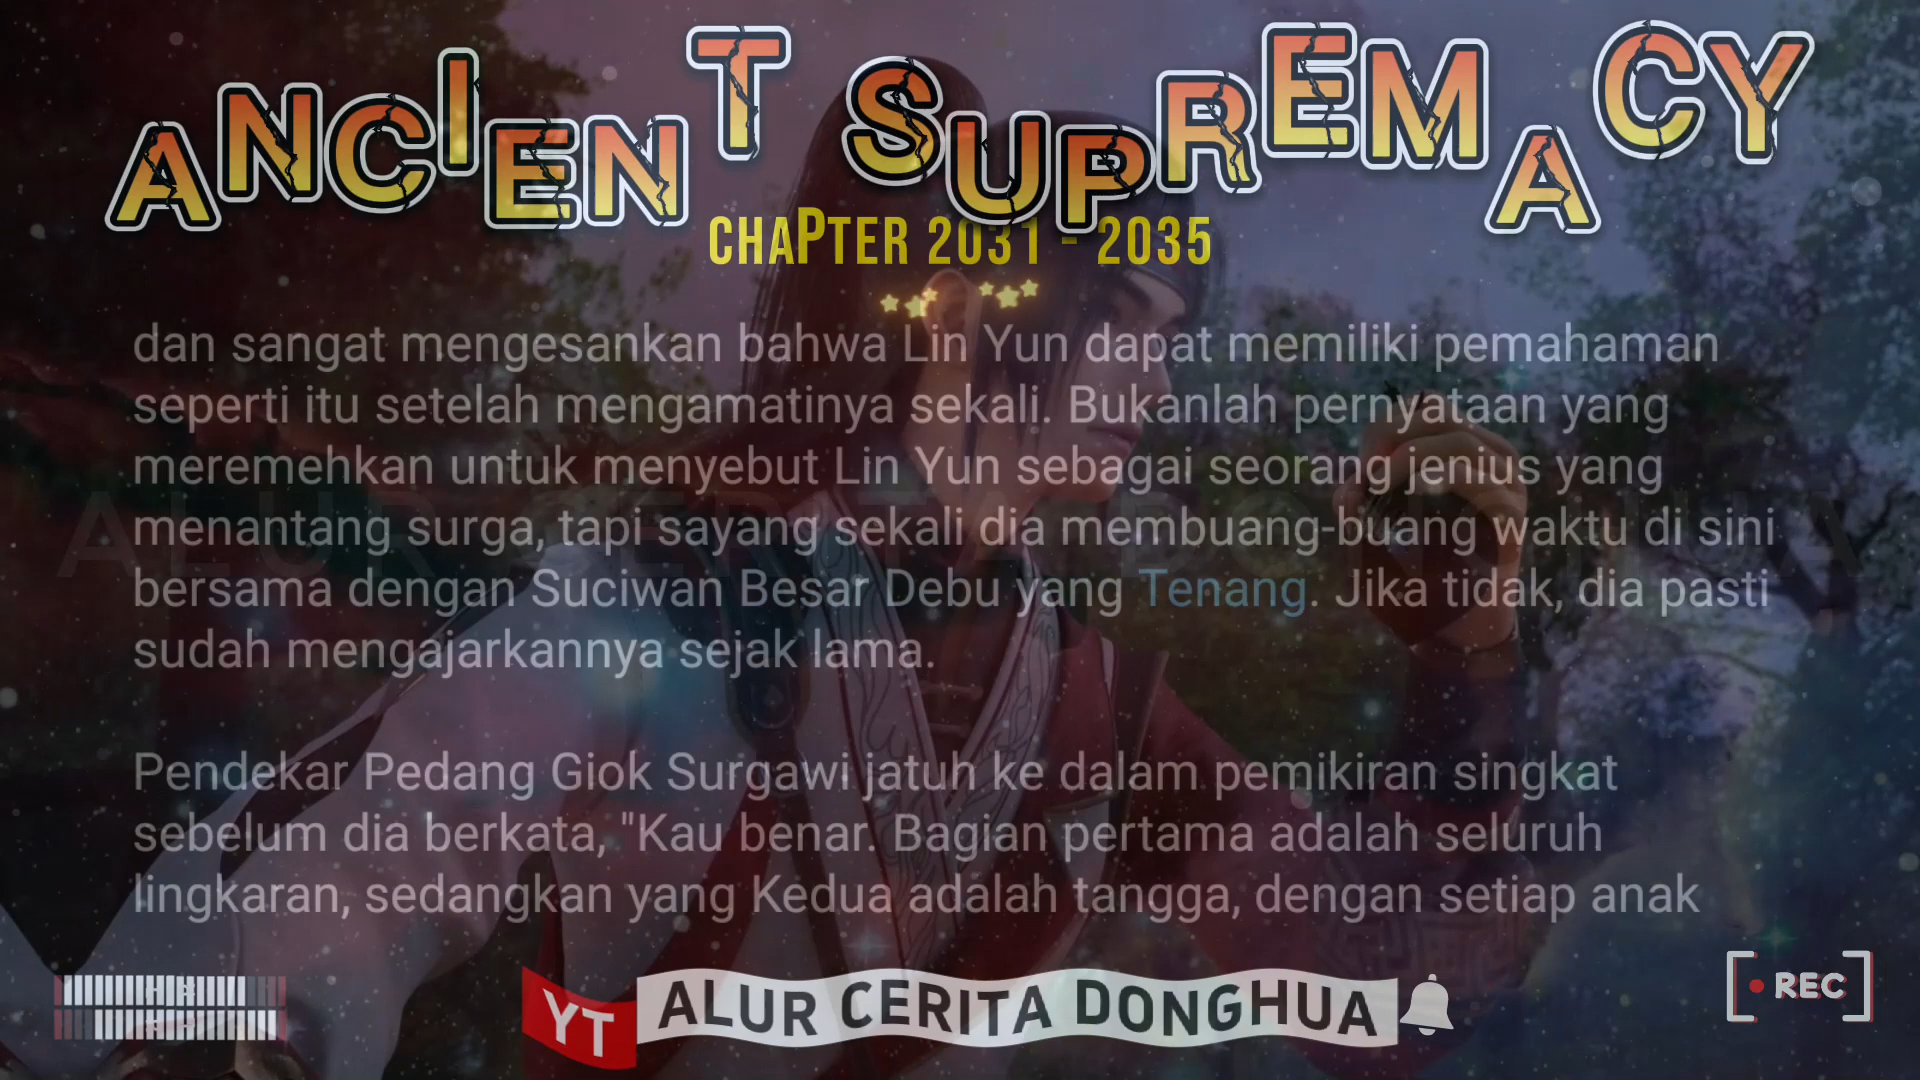 ANCIENT SUPREMACY
CHAPTER 2031 - 2035
dan sangat mengesankan bahwa Lin Yun dapat memiliki pemahaman
seperti itu setelah mengamatinya sekali. Bukanlah pernyataan yang
meremehkan untuk menyebut Lin Yun sebagai seorang jenius yang
menantang surga, tapi sayang sekali dia membuang-buang waktu di sini
bersama dengan Suciwan Besar Debu yang Tenang. Jika tidak, dia pasti
sudah mengajarkannya sejak lama.
Pendekar Pedang Giok Surgawi jatuh ke dalam pemikiran singkat
sebelum dia berkata, "Kau benar. Bagian pertama adalah seluruh
lingkaran, sedangkan yang Kedua adalah tangga, dengan setiap anak
YT ALUR CERITA DONGHUA
REC